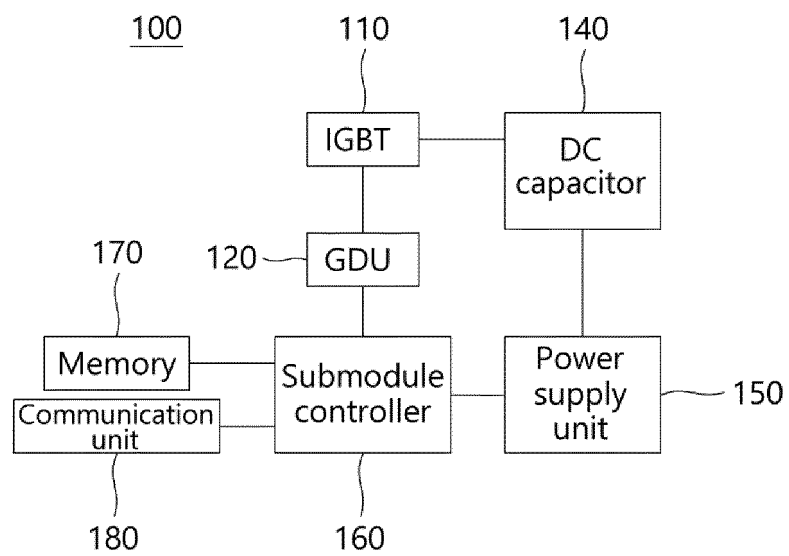 100
110
140
IGBT
DC
capacitor
170
120
GDU
Memory
Submodule
controller
Power
supply
unit
150
Communication
unit
180
160